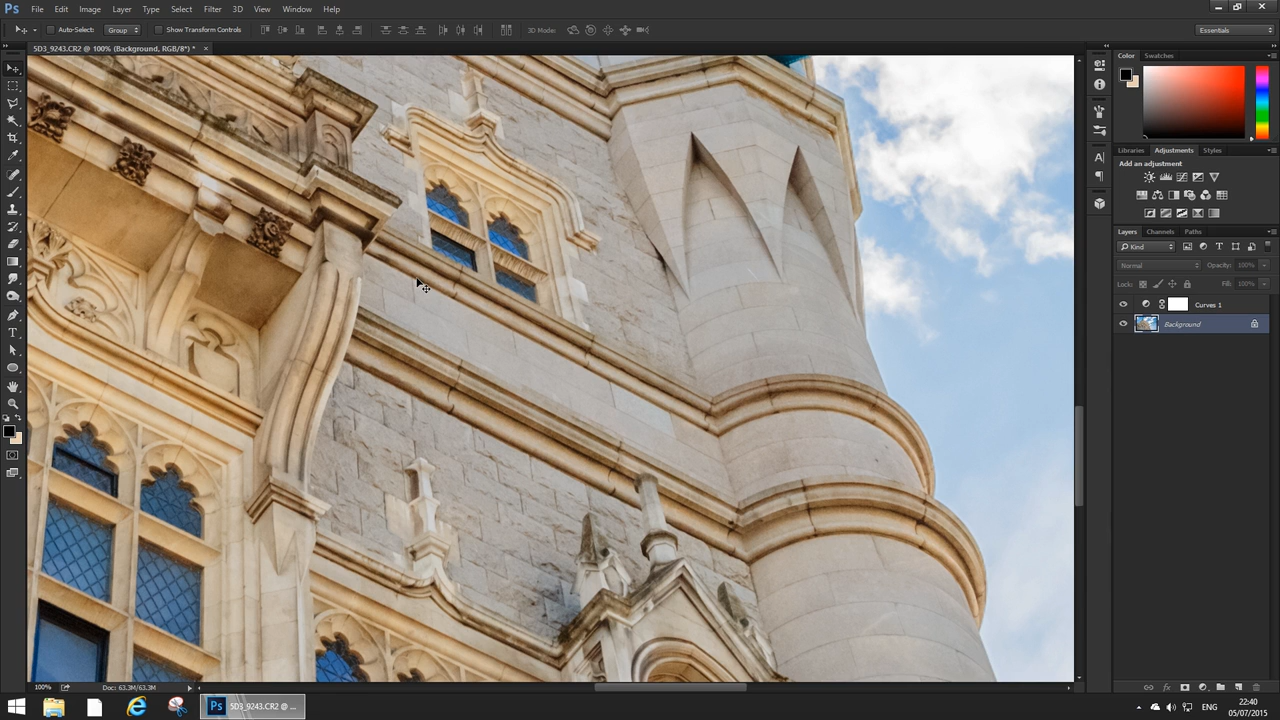 Ps File Edit Image Layer Type Select Filter 3D View Window Help
Auto-Select: Group Show Transform Controls 3D Mode: Essentials
5D3_9243.CR2 @ 100% (Background, RGB/8*) * ×
Color Swatches
Libraries Adjustments Styles
Add an adjustment
Layers Channels Paths
Kind
Normal Opacity: 100%
Lock: Fill: 100%
Curves 1
Background
100% Doc: 63.3M/63.3M
Ps 5D3_9243.CR2 @ ...
ENG
22:40
05/07/2015